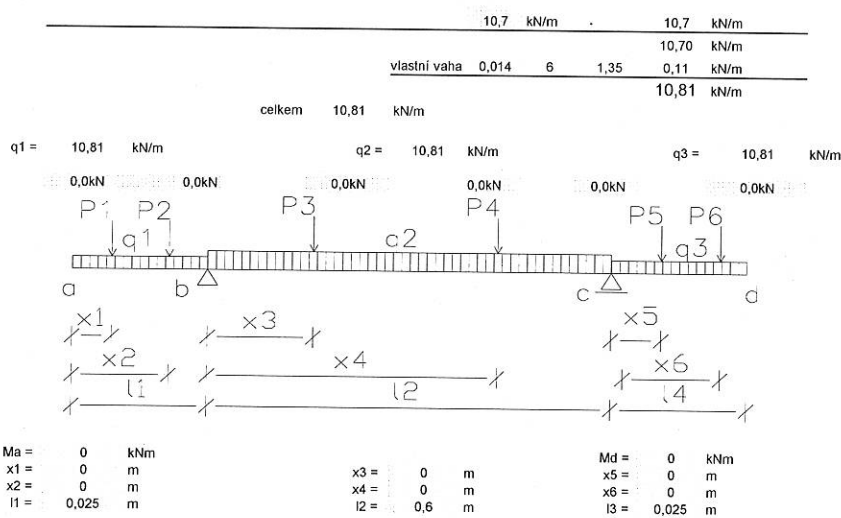 10,7 kN/m . 10,7 kN/m
10,70 kN/m
vlastní vaha 0,014 6 1,35 0,11 kN/m
10,81 kN/m
celkem 10,81 kN/m
q1 = 10,81 kN/m q2 = 10,81 kN/m q3 = 10,81 kN/m
0,0kN 0,0kN 0,0kN 0,0kN 0,0kN 0,0kN
P1 P2 P3 P4 P5 P6
q1 q2 q3
a b c d
x1 x3 x5
x2 x4 x6
l1 l2 l4
Ma = 0 kNm Md = 0 kNm
x1 = 0 m x3 = 0 m x5 = 0 m
x2 = 0 m x4 = 0 m x6 = 0 m
l1 = 0,025 m l2 = 0,6 m l3 = 0,025 m